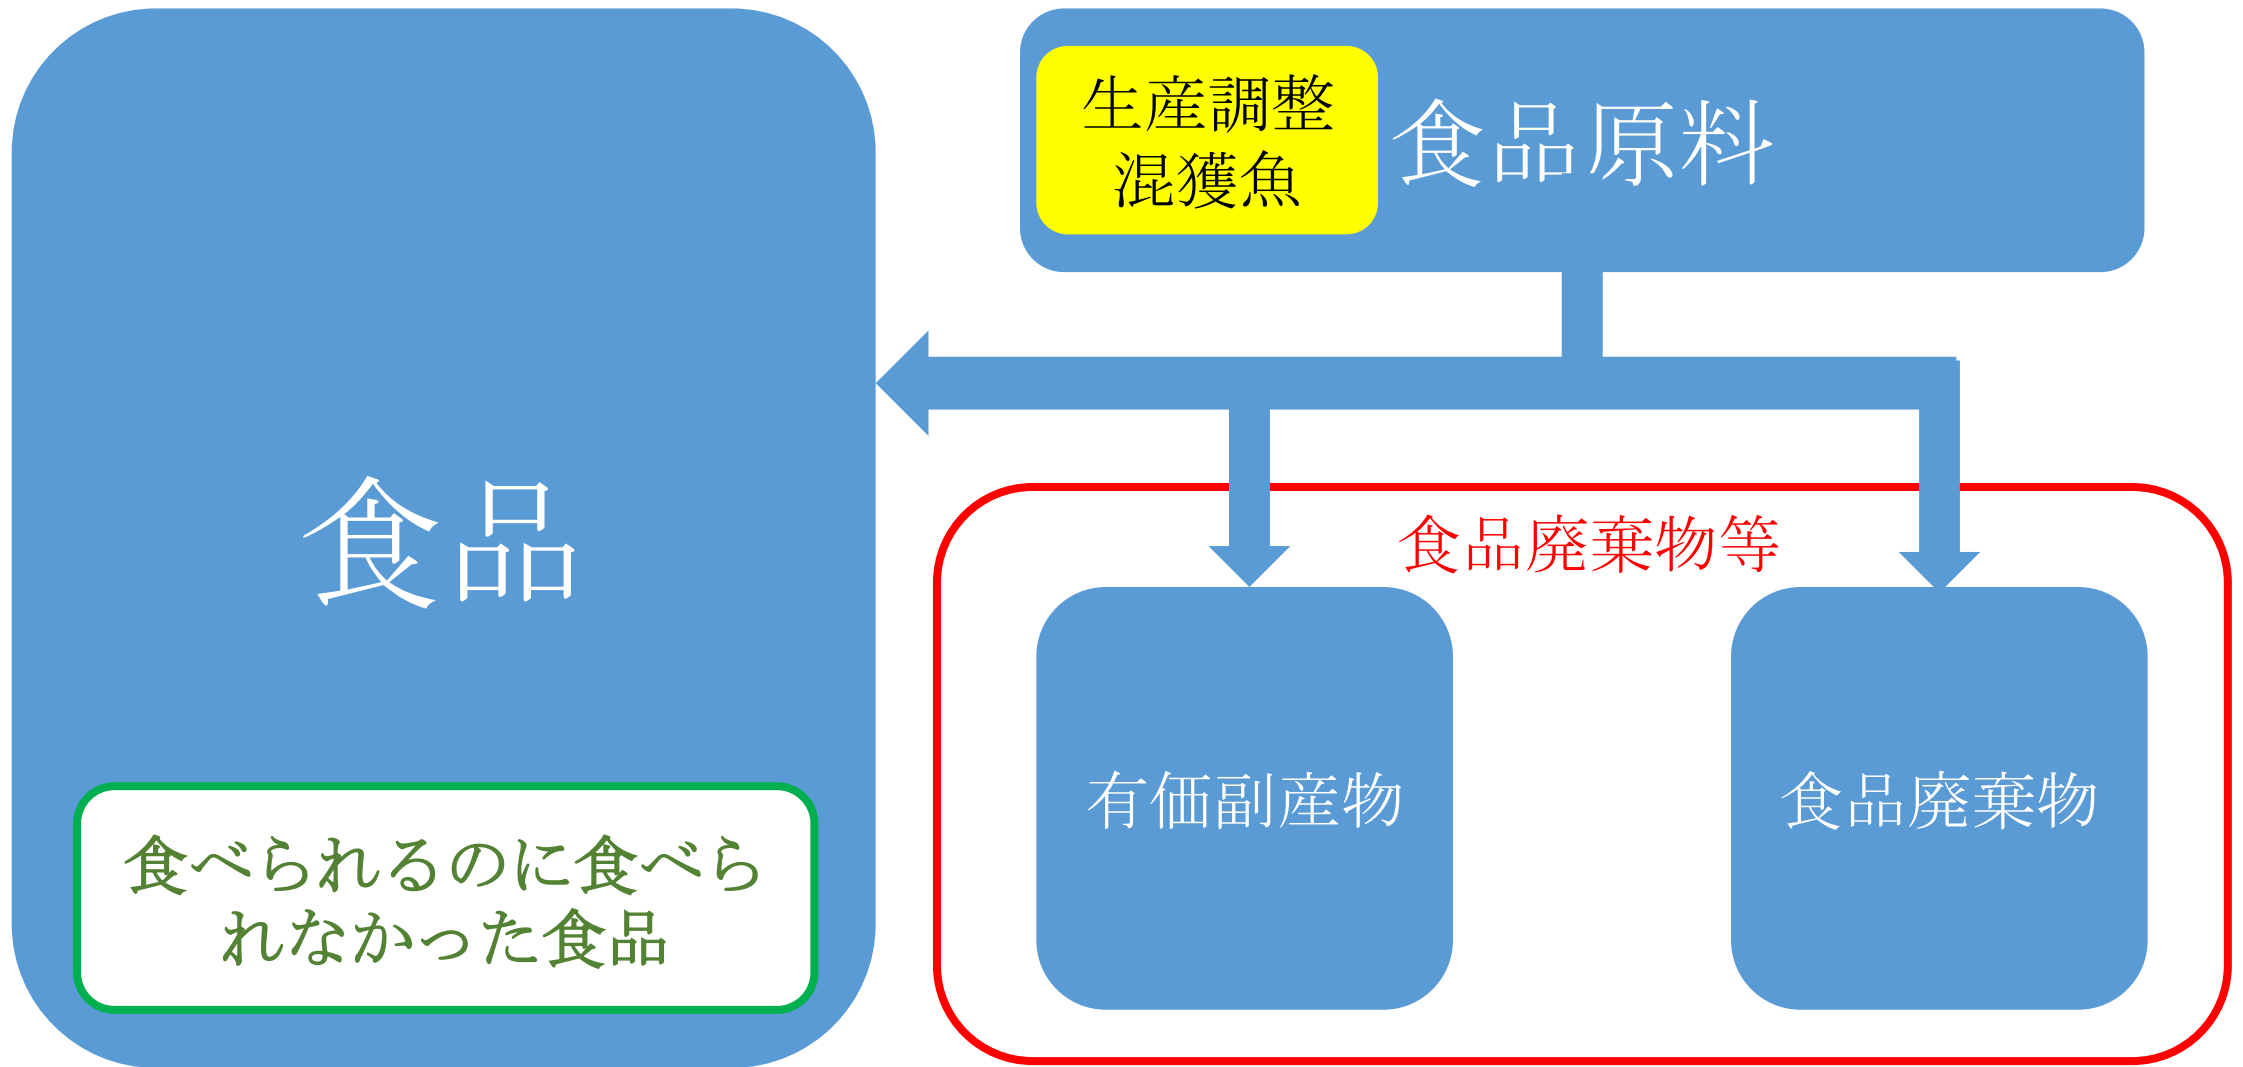 生産調整
混獲魚
食品原料
食品
食品廃棄物等
有価副産物
食品廃棄物
食べられるのに食べら
れなかった食品